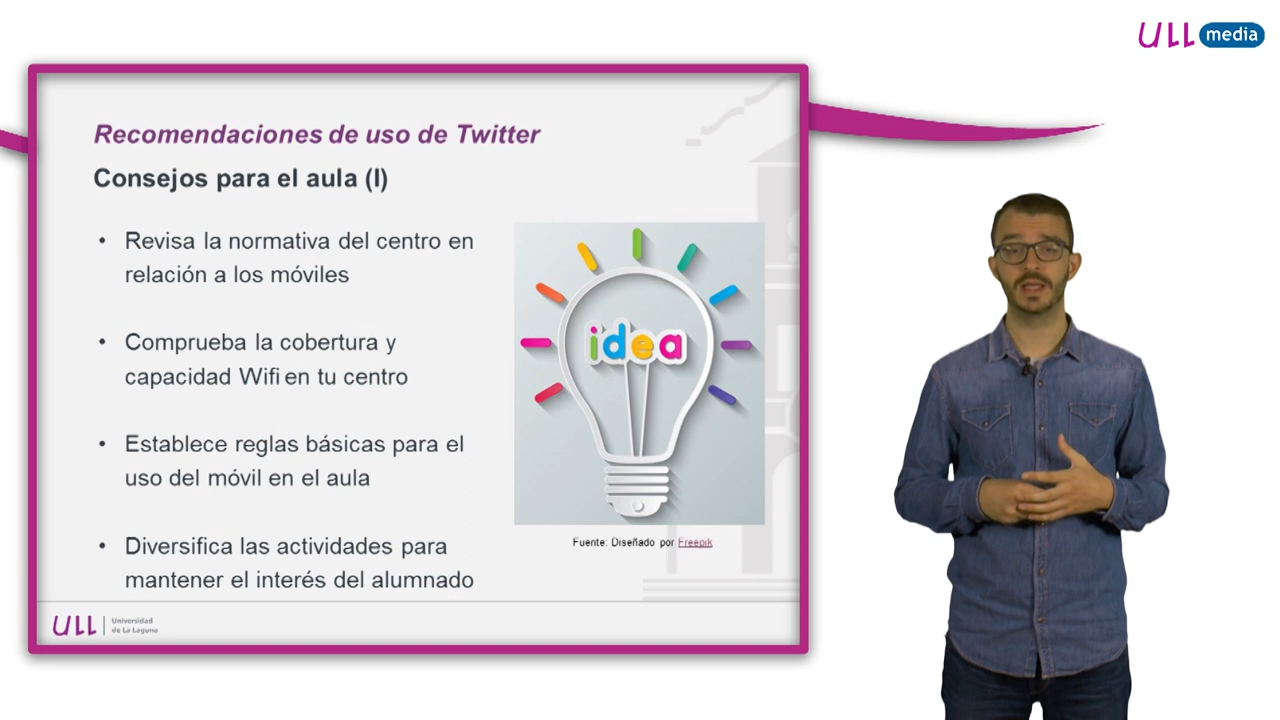 ULL media
Recomendaciones de uso de Twitter
Consejos para el aula (I)
• Revisa la normativa del centro en
relación a los móviles
• Comprueba la cobertura y
capacidad Wifi en tu centro
• Establece reglas básicas para el
uso del móvil en el aula
• Diversifica las actividades para
mantener el interés del alumnado
idea
Fuente: Diseñado por Freepik
ULL
Universidad
de La Laguna